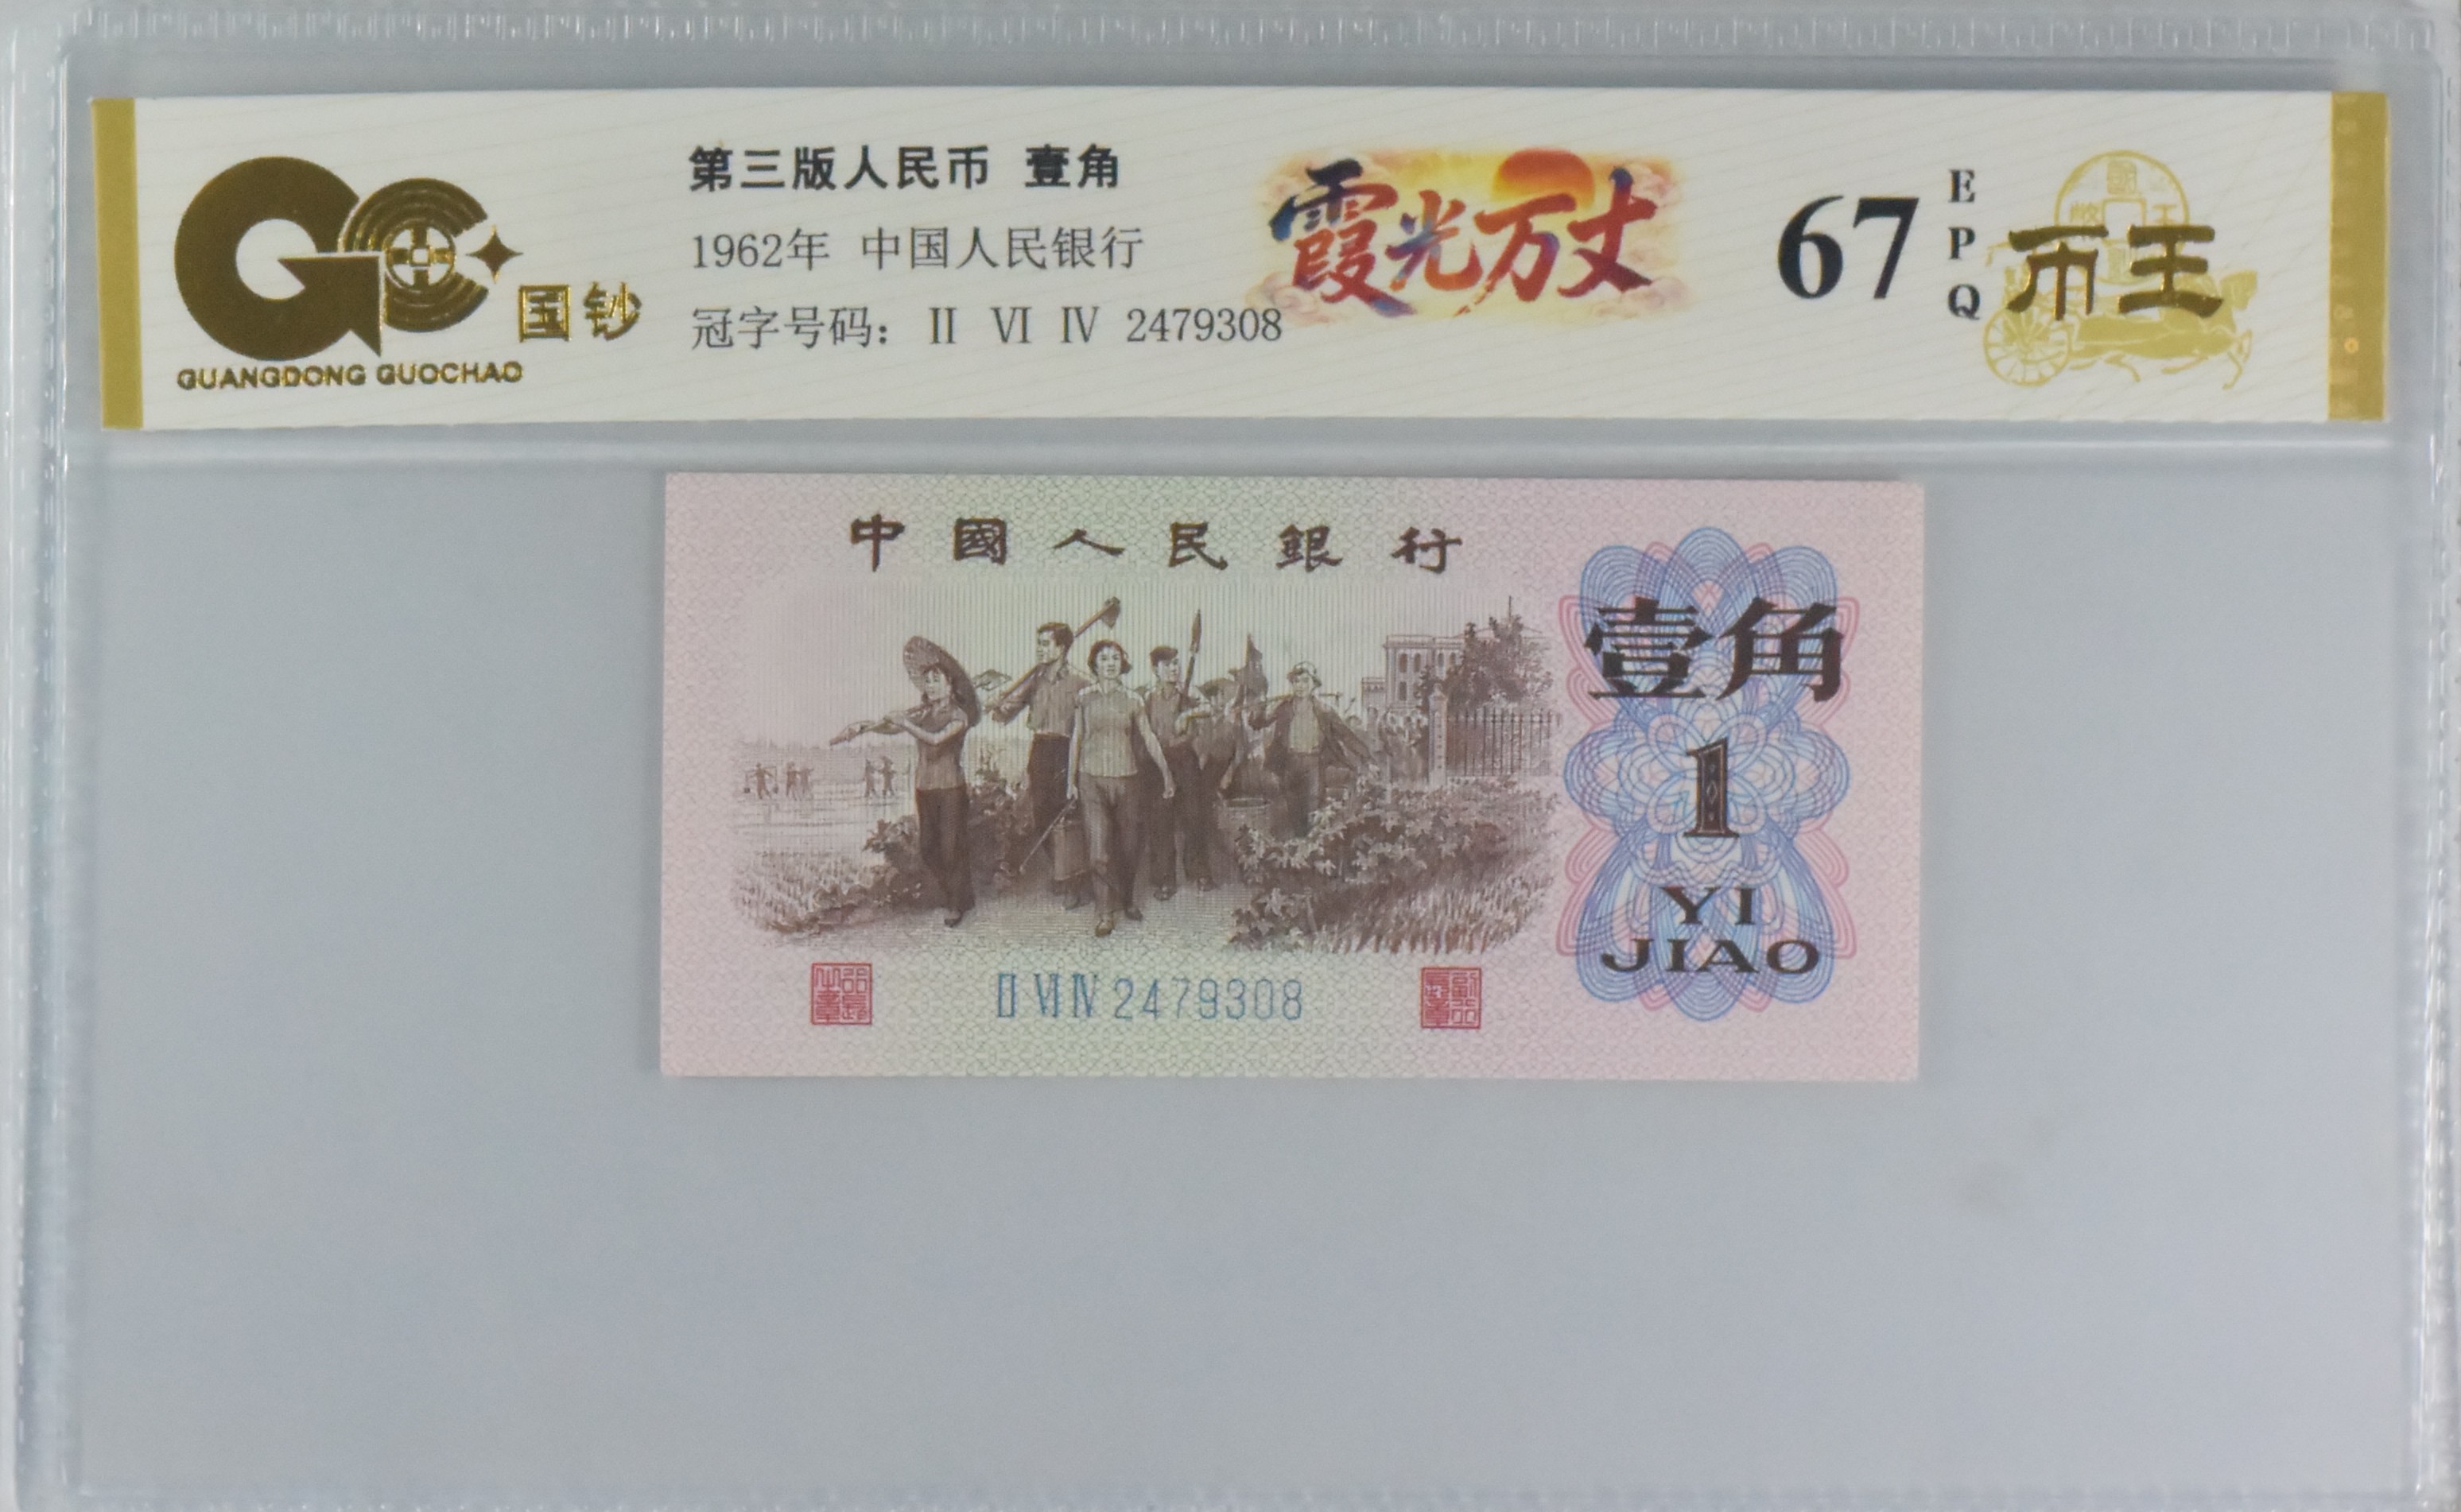 第三版人民币 壹角
1962年 中国人民银行
冠字号码: II VI IV 2479308
国钞
GUANGDONG GUOCHAO
霞光万丈
67
E
P
Q
币王
中國人民銀行
壹角
1
YI
JIAO
II VI IV 2479308